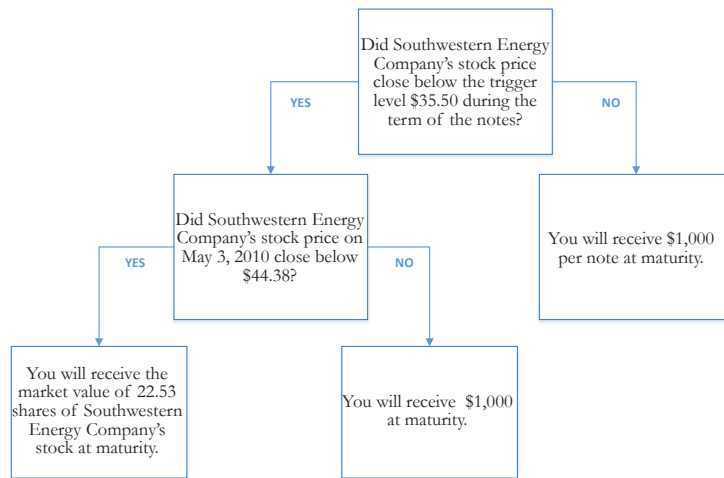 Did Southwestern Energy
Company's stock price
close below the trigger
level $35.50 during the
term of the notes?
YES
NO
Did Southwestern Energy
Company's stock price on
May 3, 2010 close below
$44.38?
You will receive $1,000
per note at maturity.
YES
NO
You will receive the
market value of 22.53
shares of Southwestern
Energy Company's
stock at maturity.
You will receive $1,000
at maturity.